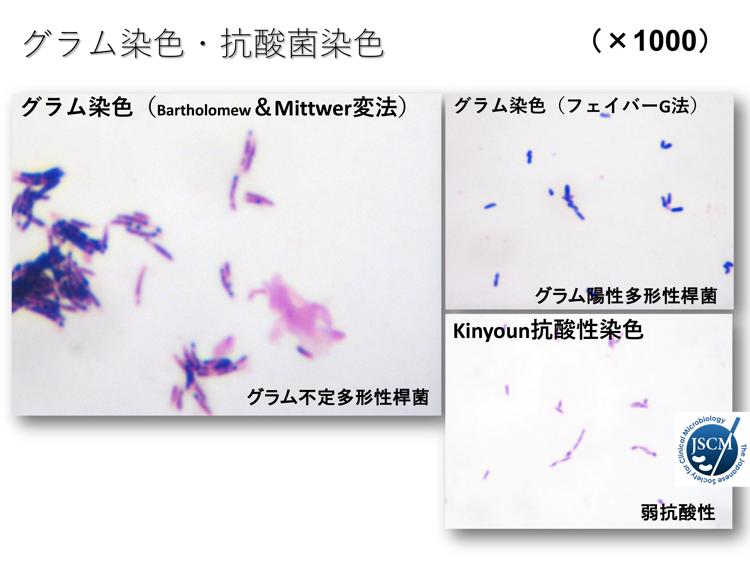 グラム染色・抗酸菌染色
（×1000）
グラム染色（Bartholomew＆Mittwer変法）
グラム不定多形性桿菌
グラム染色（フェイバーG法）
グラム陽性多形性桿菌
Kinyoun抗酸性染色
弱抗酸性
JSCM
the Japanese Society for Clinical Microbiology